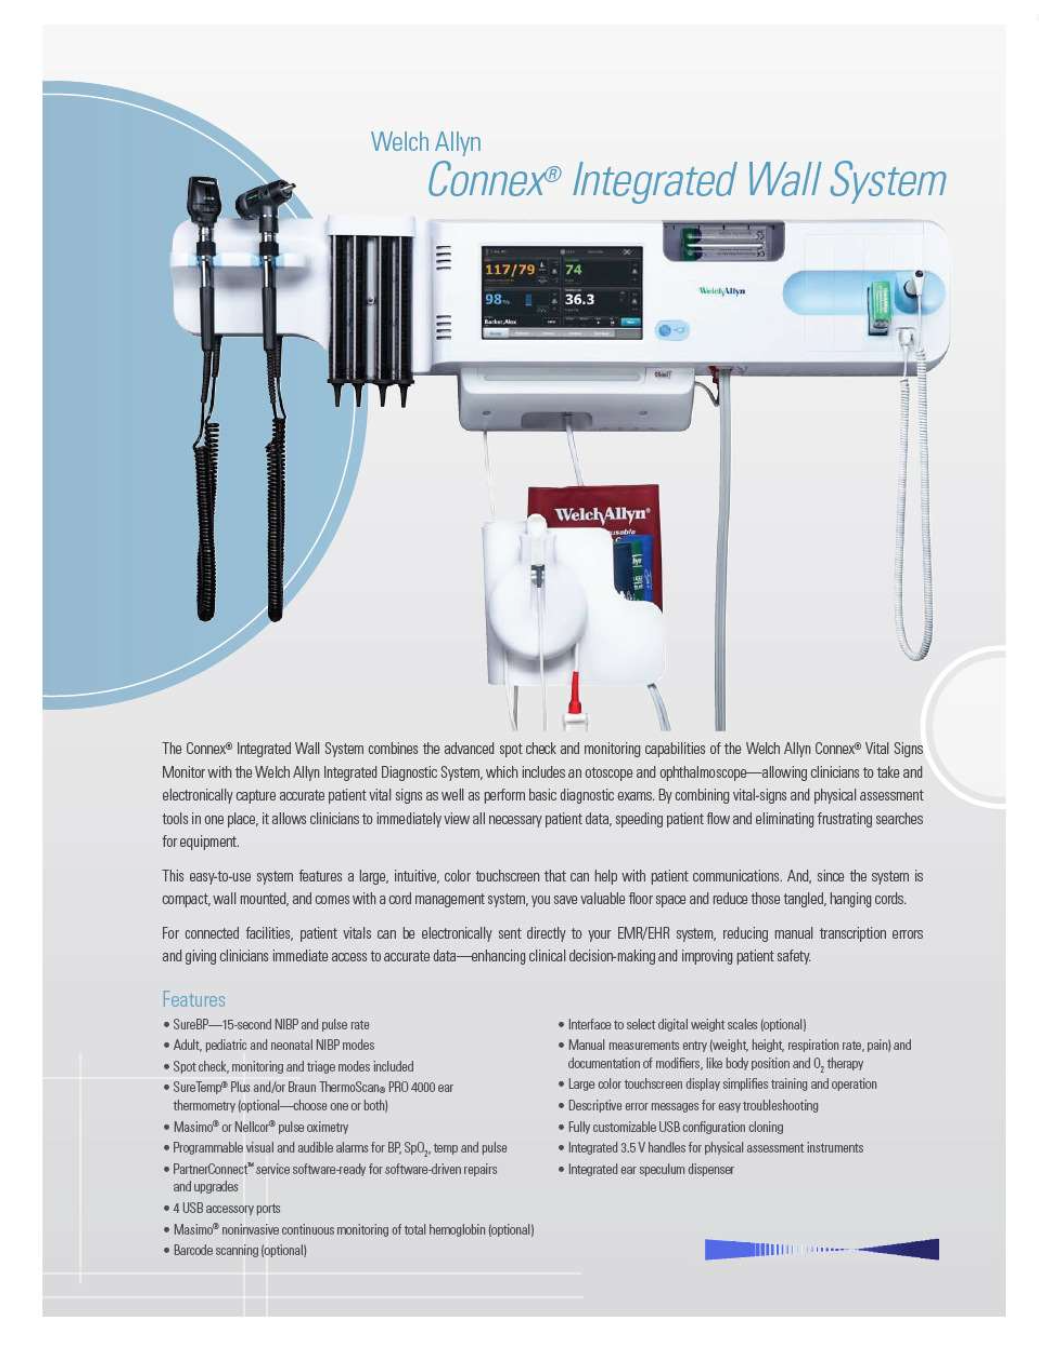 Welch Allyn
Connex® Integrated Wall System
117/79
74
98%
36.3
WelchAllyn
WelchAllyn®
The Connex® Integrated Wall System combines the advanced spot check and monitoring capabilities of the Welch Allyn Connex® Vital Signs
Monitor with the Welch Allyn Integrated Diagnostic System, which includes an otoscope and ophthalmoscope—allowing clinicians to take and
electronically capture accurate patient vital signs as well as perform basic diagnostic exams. By combining vital-signs and physical assessment
tools in one place, it allows clinicians to immediately view all necessary patient data, speeding patient flow and eliminating frustrating searches
for equipment.
This easy-to-use system features a large, intuitive, color touchscreen that can help with patient communications. And, since the system is
compact, wall mounted, and comes with a cord management system, you save valuable floor space and reduce those tangled, hanging cords.
For connected facilities, patient vitals can be electronically sent directly to your EMR/EHR system, reducing manual transcription errors
and giving clinicians immediate access to accurate data—enhancing clinical decision-making and improving patient safety.
Features
• SureBP—15-second NIBP and pulse rate
• Adult, pediatric and neonatal NIBP modes
• Spot check, monitoring and triage modes included
• SureTemp® Plus and/or Braun ThermoScan® PRO 4000 ear
thermometry (optional—choose one or both)
• Masimo® or Nellcor® pulse oximetry
• Programmable visual and audible alarms for BP, SpO₂, temp and pulse
• PartnerConnect™ service software-ready for software-driven repairs
and upgrades
• 4 USB accessory ports
• Masimo® noninvasive continuous monitoring of total hemoglobin (optional)
• Barcode scanning (optional)
• Interface to select digital weight scales (optional)
• Manual measurements entry (weight, height, respiration rate, pain) and
documentation of modifiers, like body position and O₂ therapy
• Large color touchscreen display simplifies training and operation
• Descriptive error messages for easy troubleshooting
• Fully customizable USB configuration cloning
• Integrated 3.5 V handles for physical assessment instruments
• Integrated ear speculum dispenser